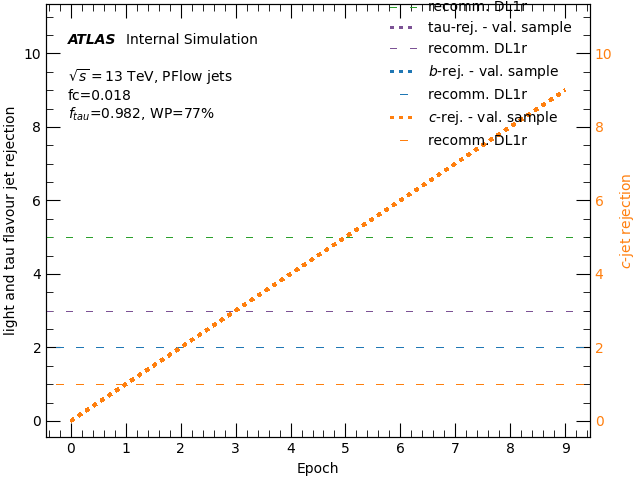 recomm. DL1r
tau-rej. - val. sample
recomm. DL1r
b-rej. - val. sample
recomm. DL1r
c-rej. - val. sample
recomm. DL1r
ATLAS Internal Simulation
√s = 13 TeV, PFlow jets
fc=0.018
f_tau=0.982, WP=77%
light and tau flavour jet rejection
10
8
6
4
2
0
10
8
6
4
2
0
c-jet rejection
0 1 2 3 4 5 6 7 8 9
Epoch